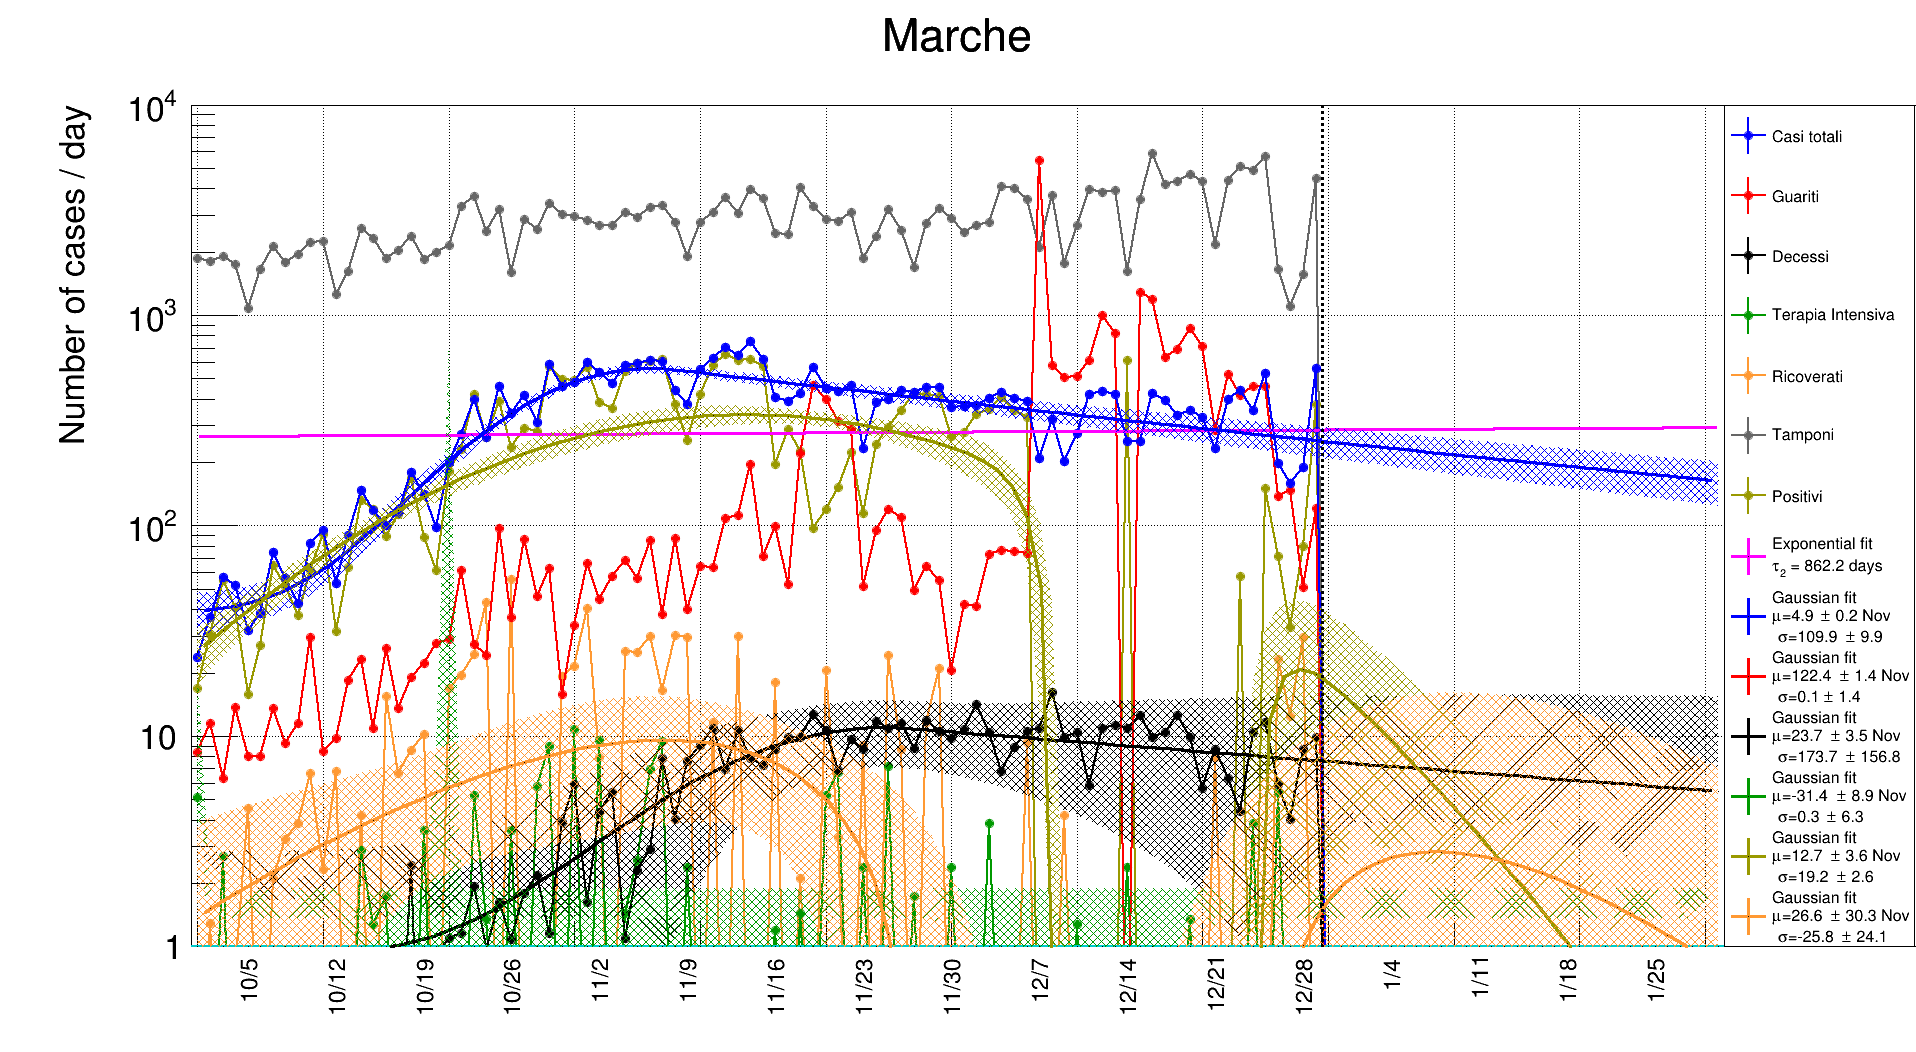 Marche
Number of cases / day
10^4
10^3
10^2
10
1
10/5
10/12
10/19
10/26
11/2
11/9
11/16
11/23
11/30
12/7
12/14
12/21
12/28
1/4
1/11
1/18
1/25
Casi totali
Guariti
Decessi
Terapia Intensiva
Ricoverati
Tamponi
Positivi
Exponential fit
τ_2 = 862.2 days
Gaussian fit
μ=4.9 ± 0.2 Nov
σ=109.9 ± 9.9
Gaussian fit
μ=122.4 ± 1.4 Nov
σ=0.1 ± 1.4
Gaussian fit
μ=23.7 ± 3.5 Nov
σ=173.7 ± 156.8
Gaussian fit
μ=-31.4 ± 8.9 Nov
σ=0.3 ± 6.3
Gaussian fit
μ=12.7 ± 3.6 Nov
σ=19.2 ± 2.6
Gaussian fit
μ=26.6 ± 30.3 Nov
σ=-25.8 ± 24.1